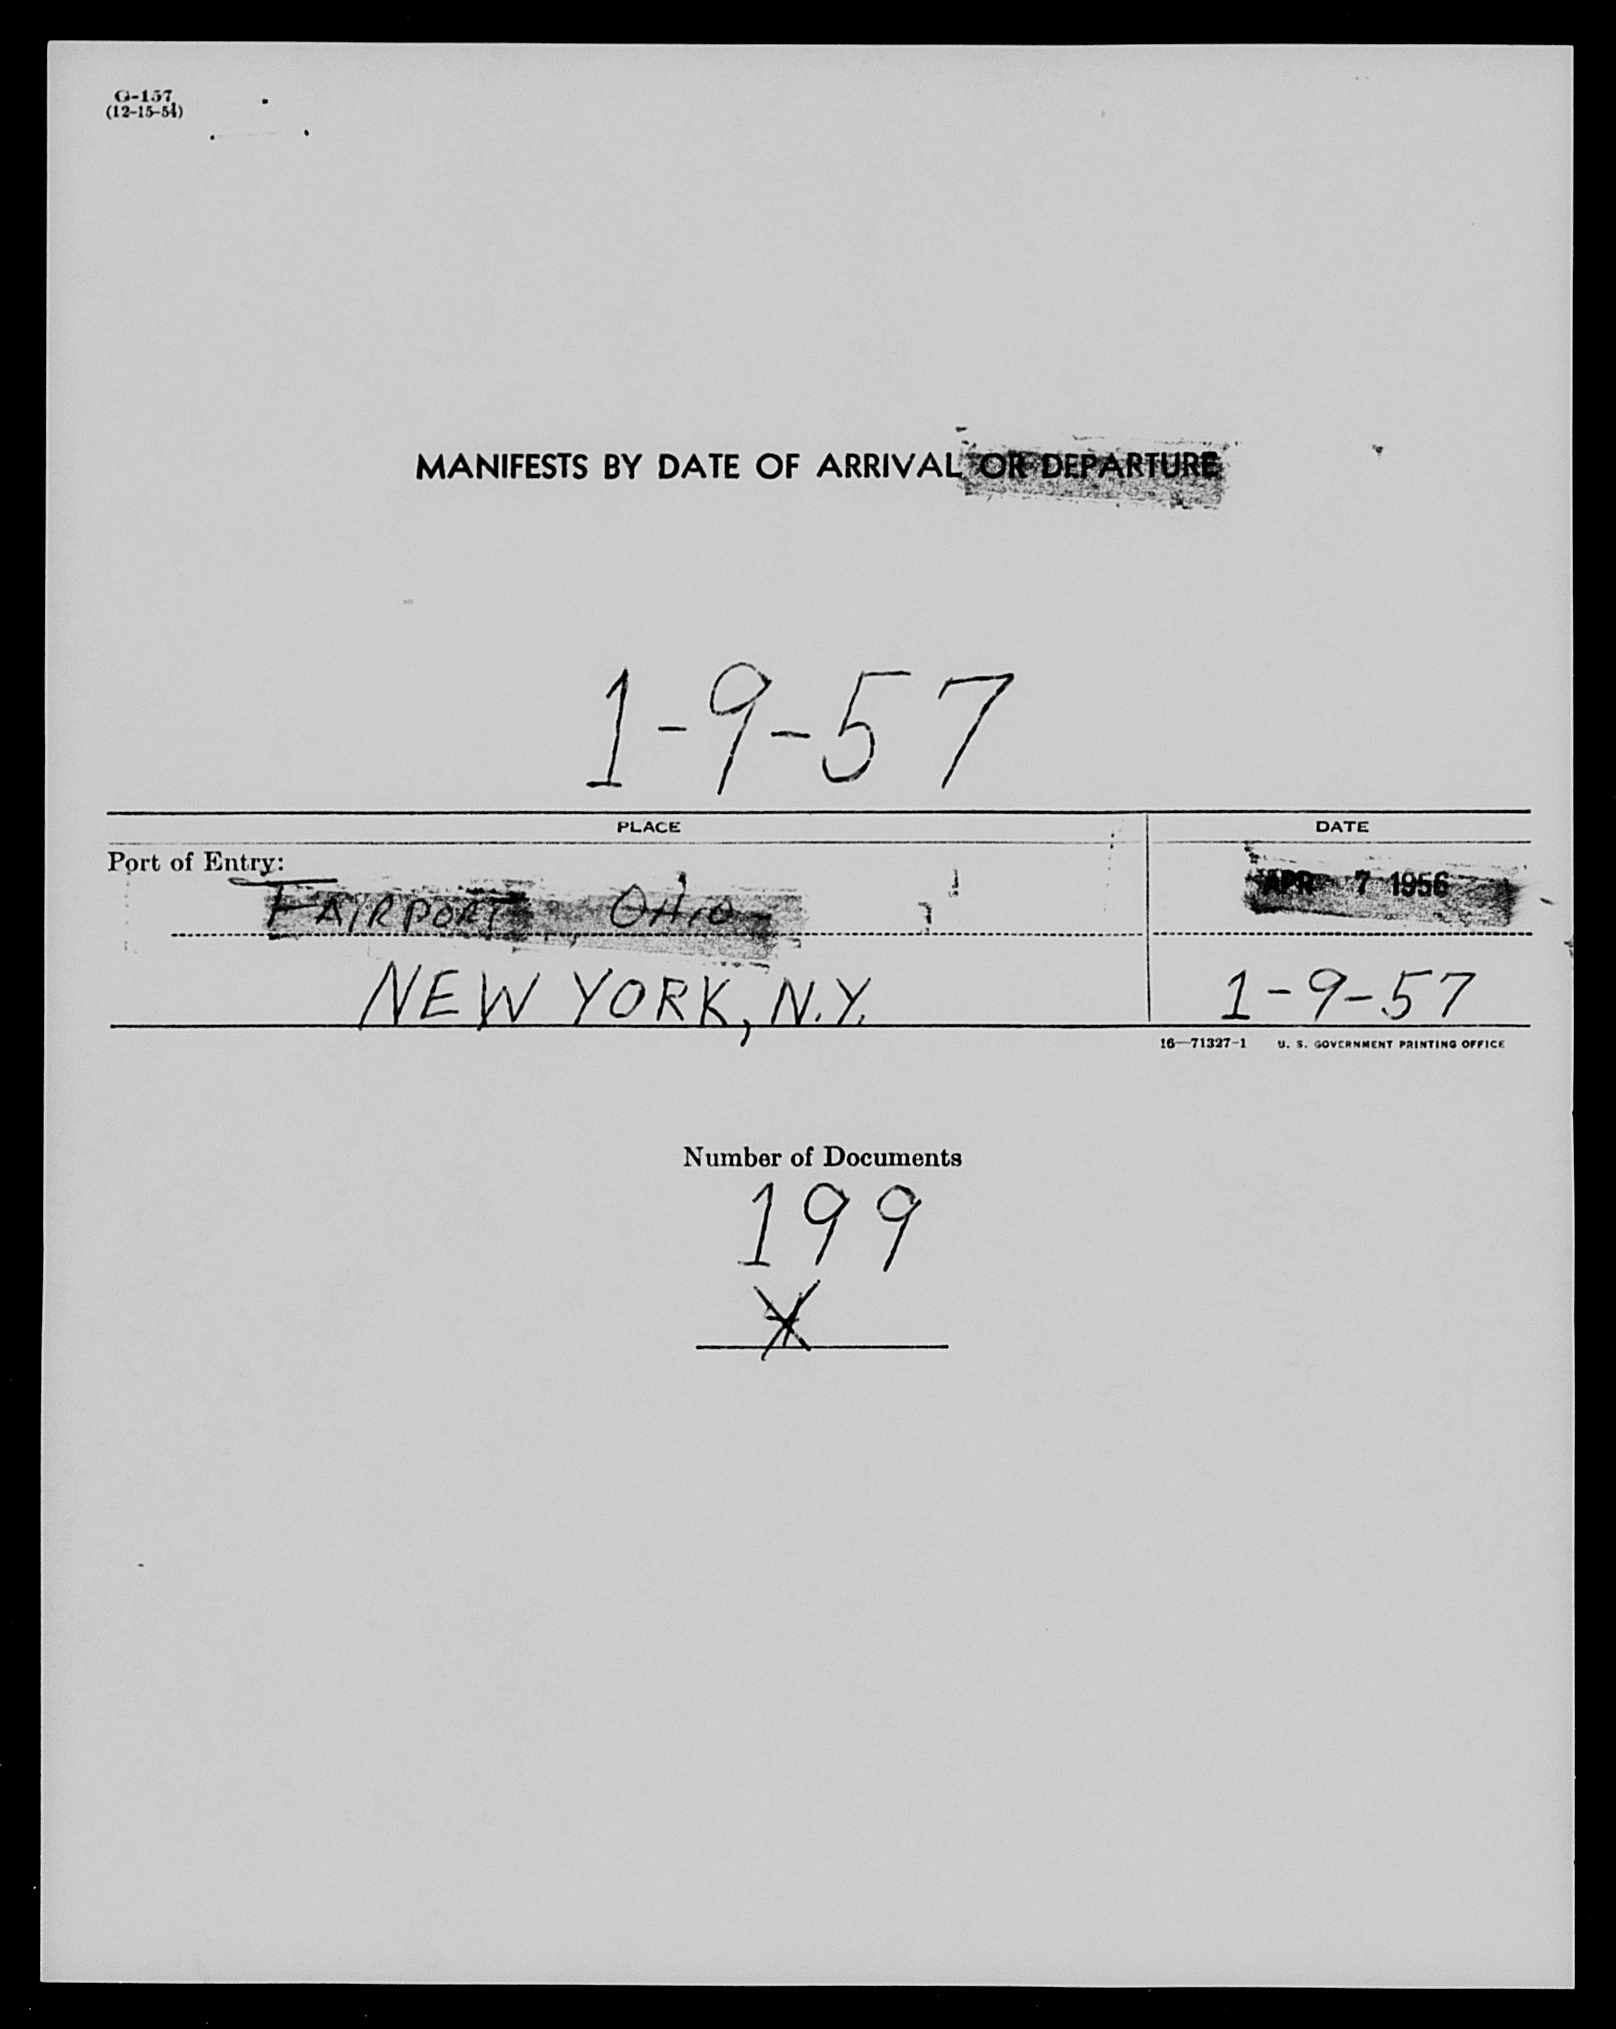 G-157
(12-15-54)
MANIFESTS BY DATE OF ARRIVAL OR DEPARTURE
1-9-57
PLACE DATE
Port of Entry:
FAIRPORT, OHIO APR 7 1956
NEW YORK, N.Y. 1-9-57
16—71327-1 U. S. GOVERNMENT PRINTING OFFICE
Number of Documents
199